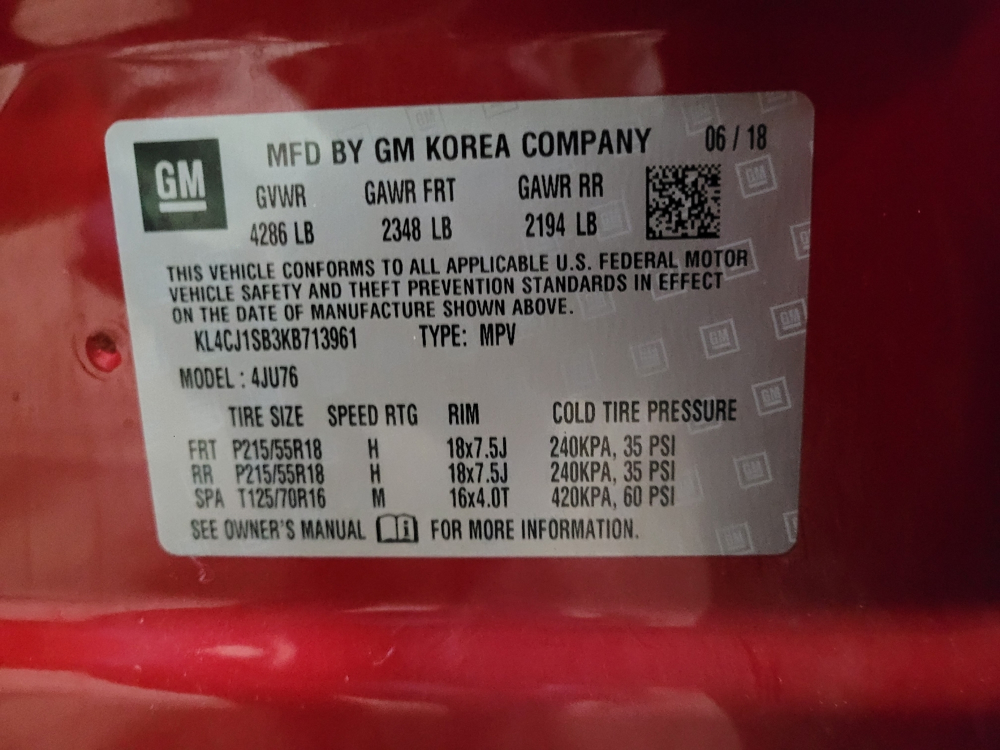 GM
MFD BY GM KOREA COMPANY 06 / 18
GVWR GAWR FRT GAWR RR
4286 LB 2348 LB 2194 LB
THIS VEHICLE CONFORMS TO ALL APPLICABLE U.S. FEDERAL MOTOR
VEHICLE SAFETY AND THEFT PREVENTION STANDARDS IN EFFECT
ON THE DATE OF MANUFACTURE SHOWN ABOVE.
KL4CJ1SB3KB713961 TYPE: MPV
MODEL : 4JU76
TIRE SIZE SPEED RTG RIM COLD TIRE PRESSURE
FRT P215/55R18 H 18x7.5J 240KPA, 35 PSI
RR P215/55R18 H 18x7.5J 240KPA, 35 PSI
SPA T125/70R16 M 16x4.0T 420KPA, 60 PSI
SEE OWNER'S MANUAL i FOR MORE INFORMATION.